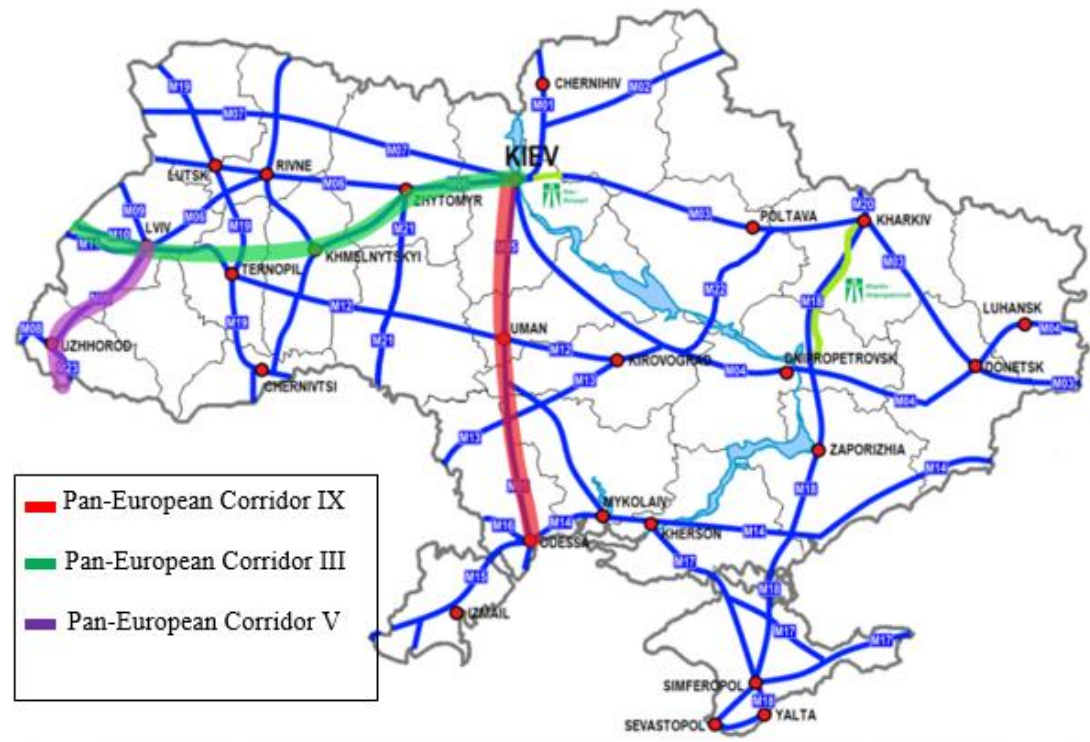 CHERNIHIV
M19
M01
M02
M07
M07
KIEV
LUTSK
RIVNE
M06
ZHYTOMYR
M20
KHARKIV
POLTAVA
M03
M03
M09
M06
LVIV
M10
M19
M21
KHMELNYTSKYI
TERNOPIL
M18
M22
LUHANSK
M04
M12
UMAN
M12
M08
UZHHOROD
M19
M21
KIROVOGRAD
DNIPROPETROVSK
M04
DONETSK
M03
CHERNIVTSI
M13
M04
M13
ZAPORIZHIA
M14
M18
MYKOLAIV
M16
M14
M14
ODESSA
KHERSON
M17
M15
IZMAIL
M18
M17
M17
SIMFEROPOL
M18
YALTA
SEVASTOPOL
Pan-European Corridor IX
Pan-European Corridor III
Pan-European Corridor V